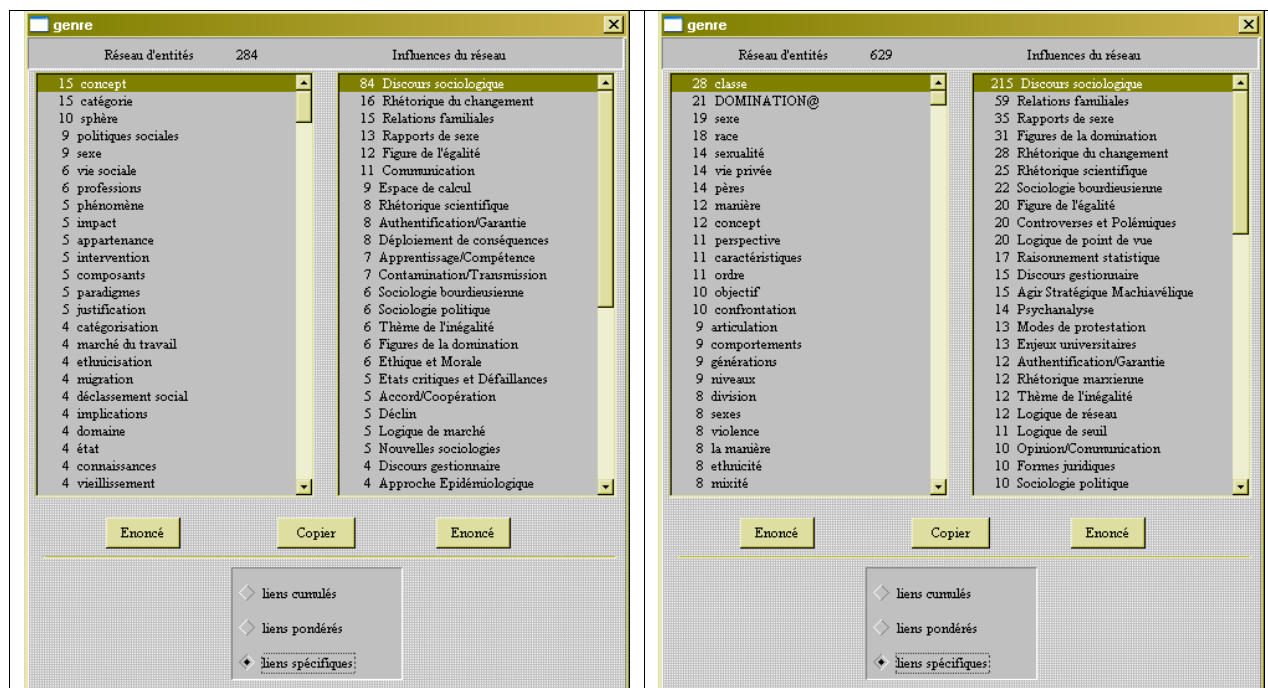 genre
Réseau d'entités 284 Influences du réseau
15 concept
15 catégorie
10 sphère
9 politiques sociales
9 sexe
6 vie sociale
6 professions
5 phénomène
5 impact
5 appartenance
5 intervention
5 composants
5 paradigmes
5 justification
4 catégorisation
4 marché du travail
4 ethnicisation
4 migration
4 déclassement social
4 implications
4 domaine
4 état
4 connaissances
4 vieillissement
84 Discours sociologique
16 Rhétorique du changement
15 Relations familiales
13 Rapports de sexe
12 Figure de l'égalité
11 Communication
9 Espace de calcul
8 Rhétorique scientifique
8 Authentification/Garantie
8 Déploiement de conséquences
7 Apprentissage/Compétence
7 Contamination/Transmission
6 Sociologie bourdieusienne
6 Sociologie politique
6 Thème de l'inégalité
6 Figures de la domination
6 Ethique et Morale
5 Etats critiques et Défaillances
5 Accord/Coopération
5 Déclin
5 Logique de marché
5 Nouvelles sociologies
4 Discours gestionnaire
4 Approche Epidémiologique
Enoncé Copier Enoncé
liens cumulés
liens pondérés
liens spécifiques
genre
Réseau d'entités 629 Influences du réseau
28 classe
21 DOMINATION@
19 sexe
18 race
14 sexualité
14 vie privée
14 pères
12 manière
12 concept
11 perspective
11 caractéristiques
11 ordre
10 objectif
10 confrontation
9 articulation
9 comportements
9 générations
9 niveaux
8 division
8 sexes
8 violence
8 la manière
8 ethnicité
8 mixité
215 Discours sociologique
59 Relations familiales
35 Rapports de sexe
31 Figures de la domination
28 Rhétorique du changement
25 Rhétorique scientifique
22 Sociologie bourdieusienne
20 Figure de l'égalité
20 Controverses et Polémiques
20 Logique de point de vue
17 Raisonnement statistique
15 Discours gestionnaire
15 Agir Stratégique Machiavélique
14 Psychanalyse
13 Modes de protestation
13 Enjeux universitaires
12 Authentification/Garantie
12 Rhétorique marxienne
12 Thème de l'inégalité
12 Logique de réseau
11 Logique de seuil
10 Opinion/Communication
10 Formes juridiques
10 Sociologie politique
Enoncé Copier Enoncé
liens cumulés
liens pondérés
liens spécifiques